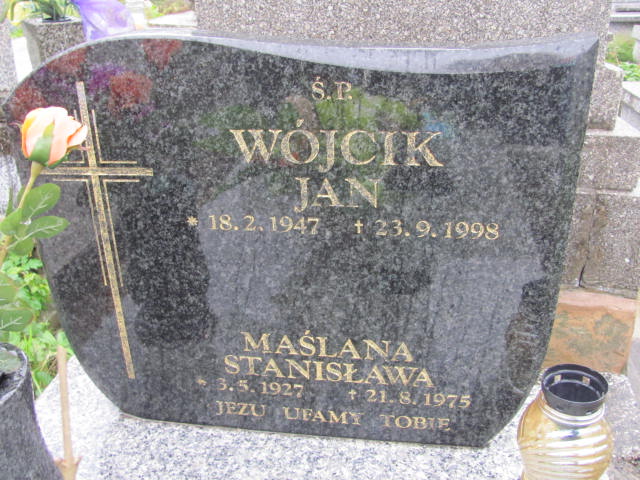 Ś.P.
WÓJCIK
JAN
* 18.2.1947 † 23.9.1998
MAŚLANA
STANISŁAWA
* 3.5.1927 † 21.8.1975
JEZU UFAMY TOBIE